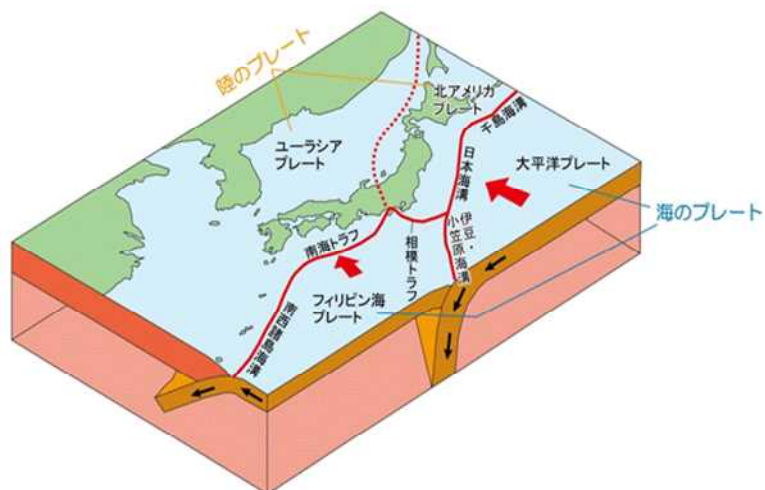 陸のプレート
北アメリカ
プレート
千島海溝
ユーラシア
プレート
日本海溝
太平洋プレート
海のプレート
伊豆・
小笠原海溝
南海トラフ
相模トラフ
フィリピン海
プレート
南西諸島海溝